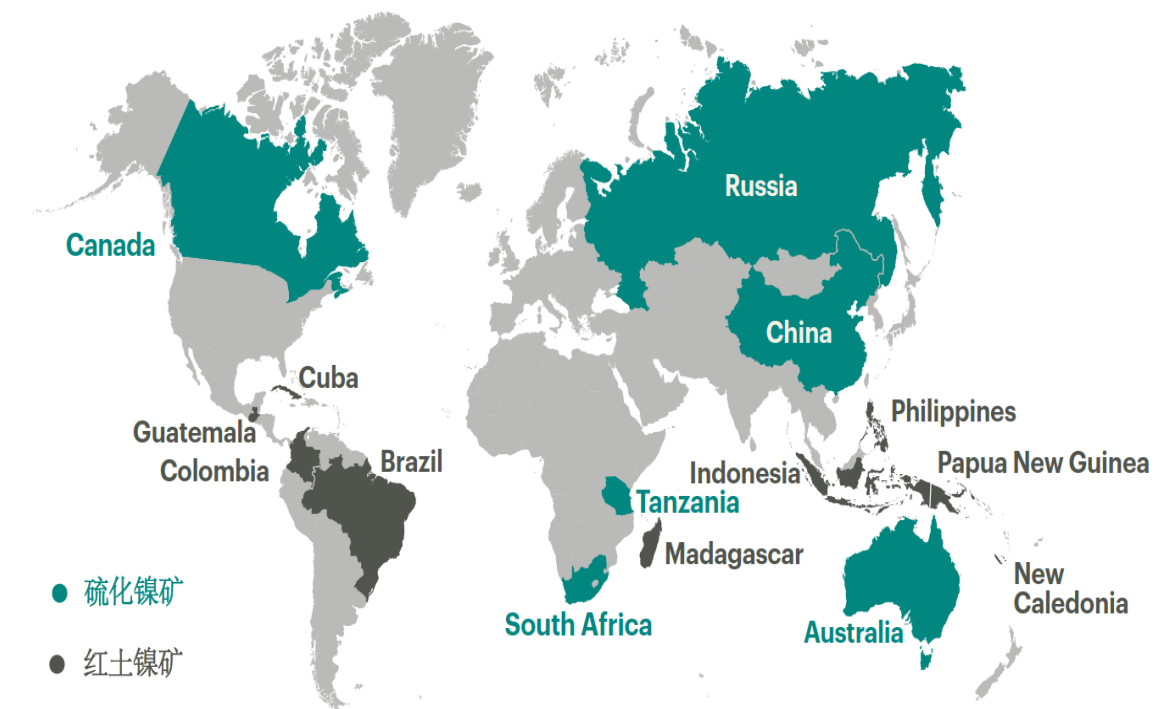 Russia
Canada
China
Cuba
Philippines
Guatemala
Brazil
Papua New Guinea
Colombia
Indonesia
Tanzania
Madagascar
New
Caledonia
硫化镍矿
South Africa
Australia
红土镍矿